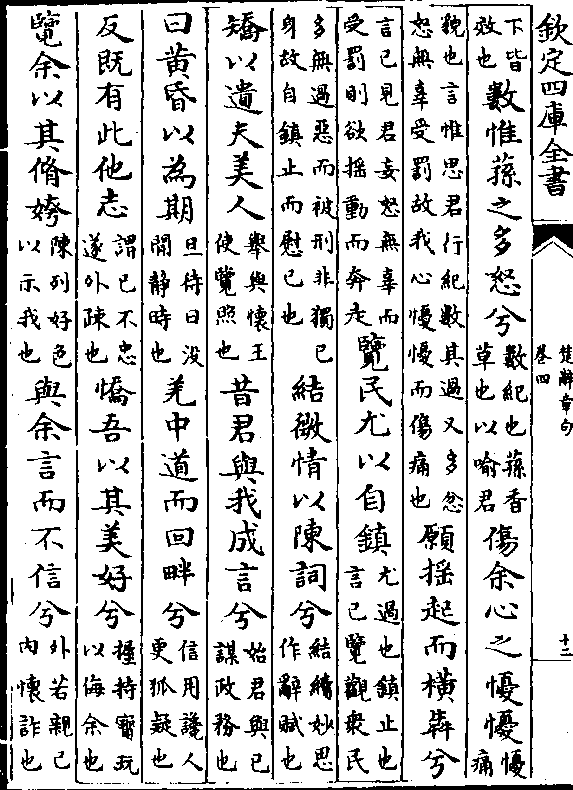 欽定四庫全書
楚辭章句
卷四
十二
下皆
效也
數惟蓀之多怒兮
數紀也蓀香
草也以喻君
傷余心之懮懮
懮
痛
貌也言惟思君行紀數其過又多忿
怒無辜受罰故我心懮懮而傷痛也
願揺起而橫奔兮
言已見君妄怒無辜而
受罰則欲揺動而奔走
覽民尤以自鎮
尤過也鎮止也
言已覽觀衆民
多無過惡而被刑非獨已
身故自鎮止而慰已也
結微情以陳詞兮
結續妙思
作辭賦也
矯以遺夫美人
舉與懷王
使覽照也
昔君與我成言兮
始君與已
謀政務也
曰黄昏以為期
旦待日没
閒静時也
羌中道而回畔兮
信用讒人
更狐疑也
反既有此他志
謂已不忠
遂外疎也
憍吾以其美好兮
握持寶玩
以侮余也
覽余以其脩姱
陳列好色
以示我也
與余言而不信兮
外若親已
内懷詐也